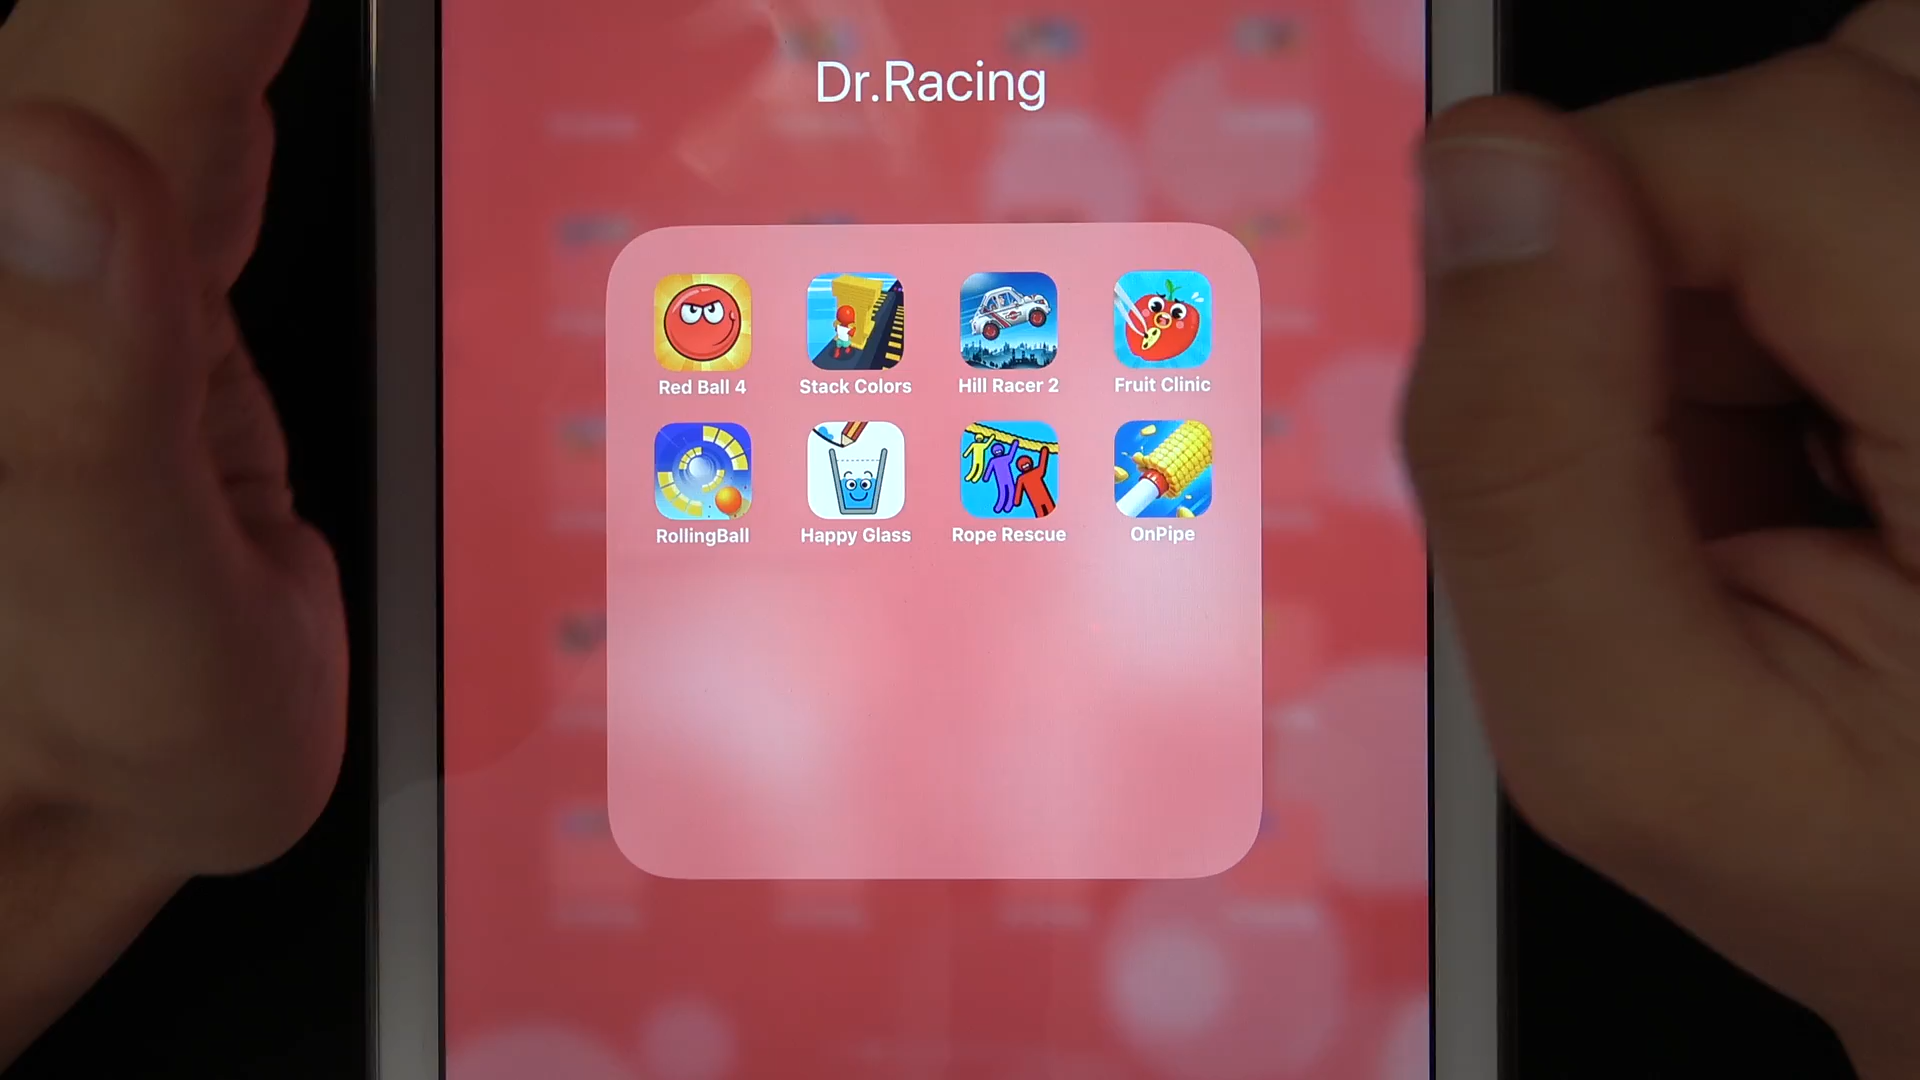 Dr.Racing
Red Ball 4
Stack Colors
Hill Racer 2
Fruit Clinic
RollingBall
Happy Glass
Rope Rescue
OnPipe